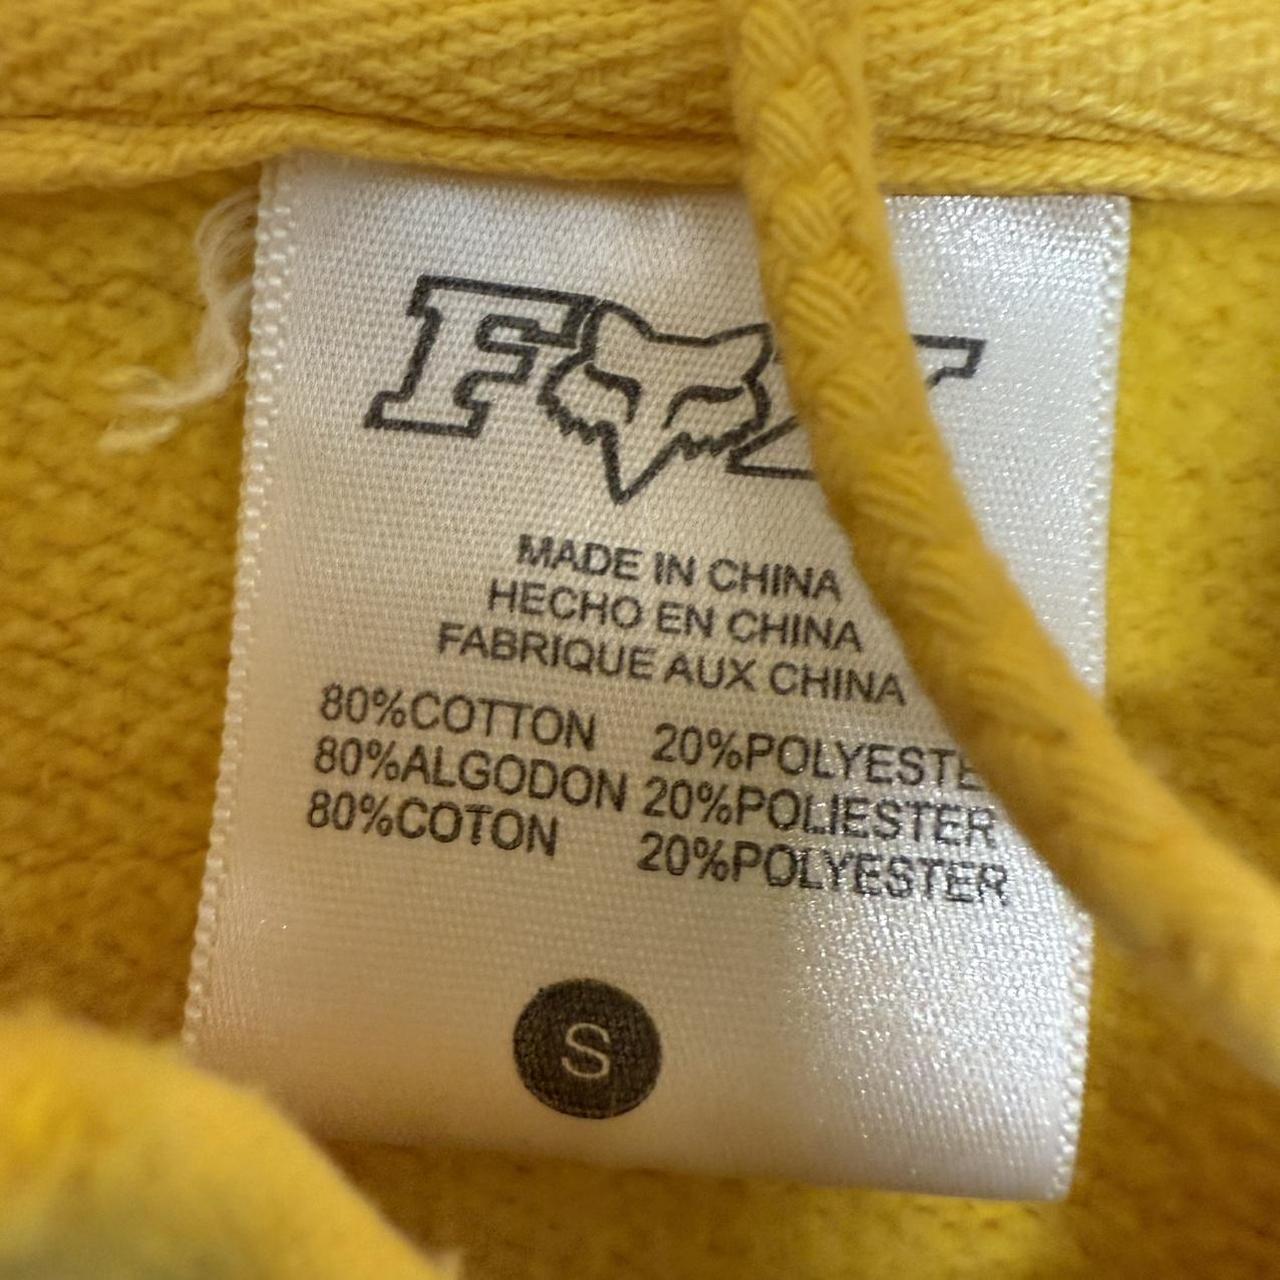 FOX
MADE IN CHINA
HECHO EN CHINA
FABRIQUE AUX CHINA
80%COTTON 20%POLYESTE
80%ALGODON 20%POLIESTER
80%COTON 20%POLYESTER
S